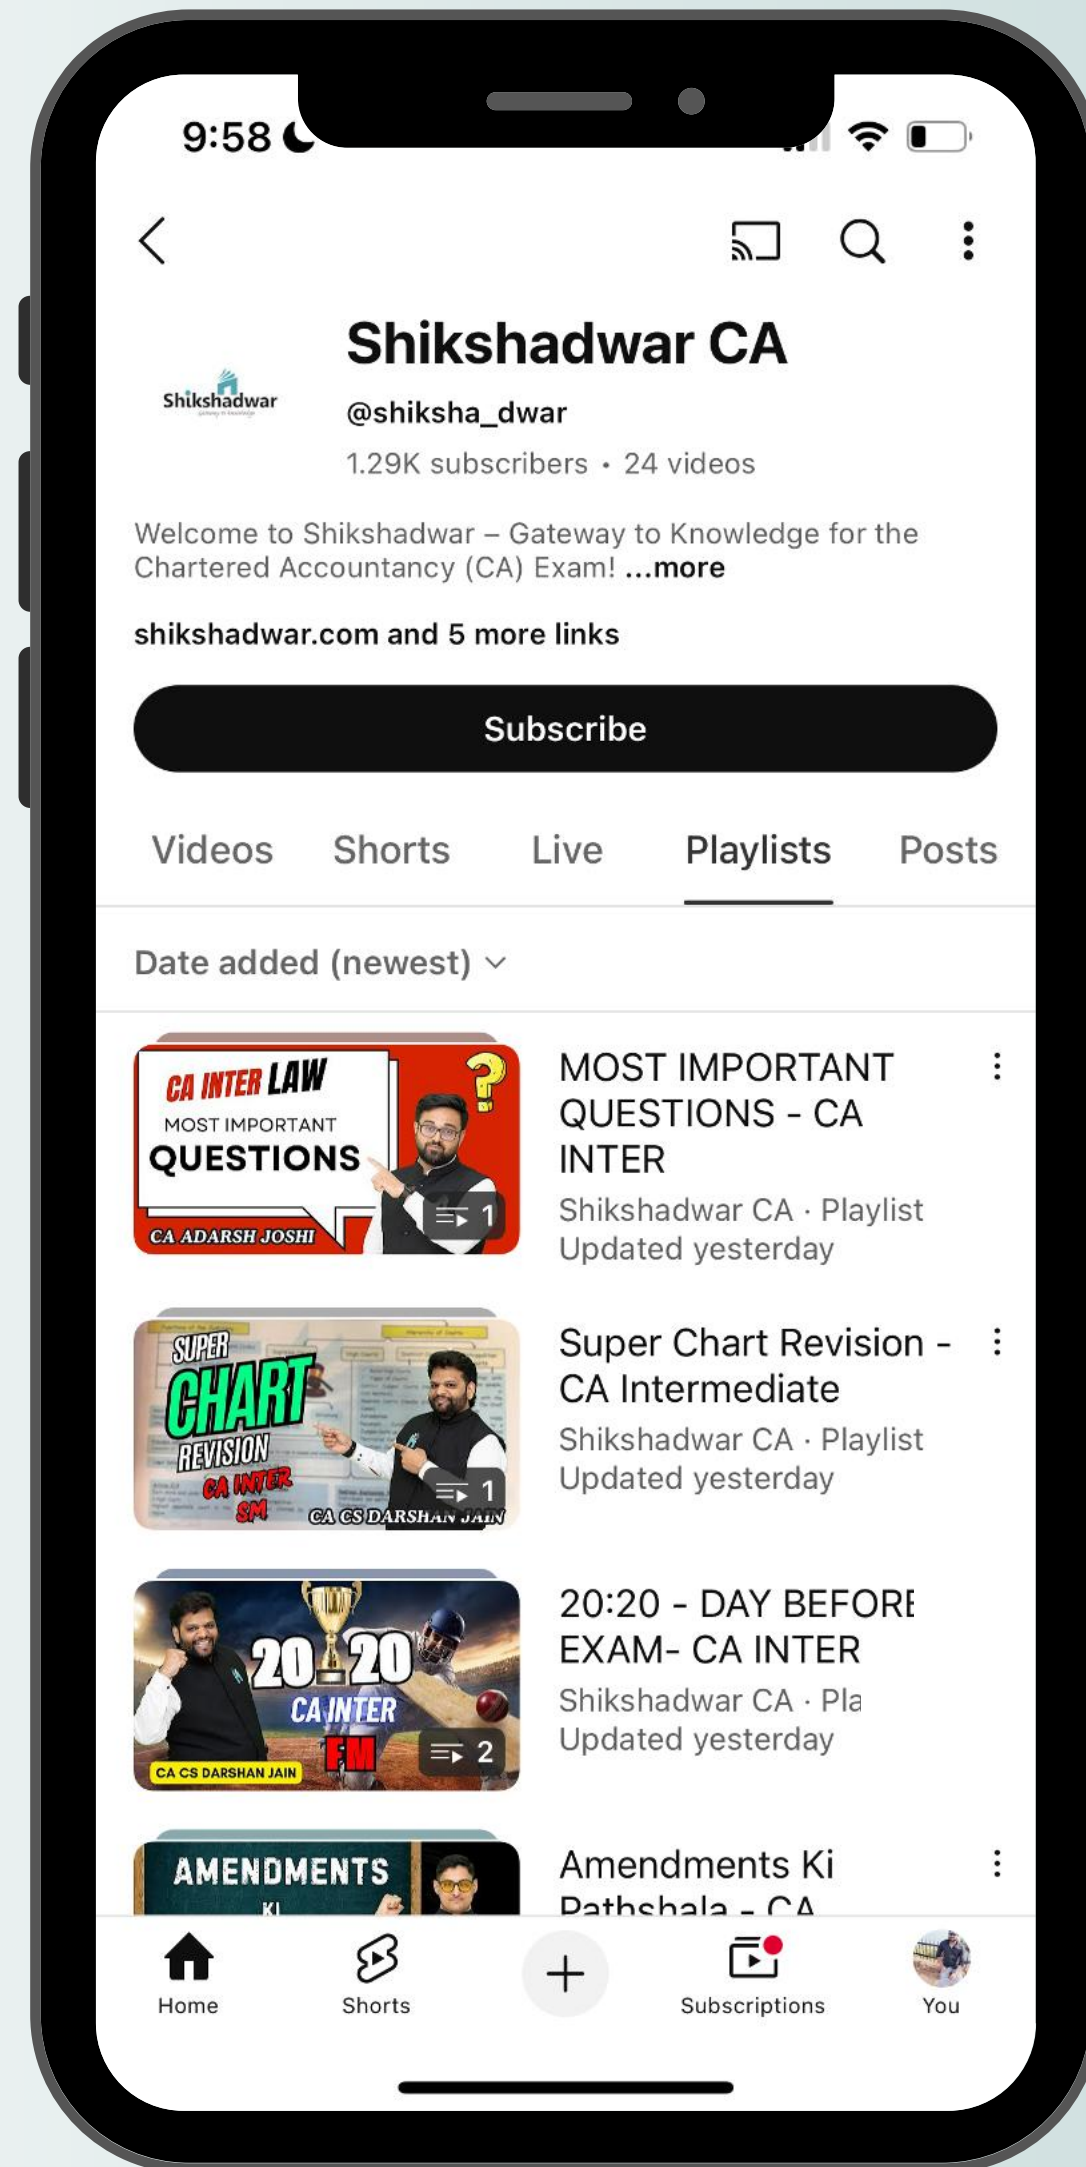 9:58
Shikshadwar CA
Shikshadwar
@shiksha_dwar
1.29K subscribers • 24 videos
Welcome to Shikshadwar – Gateway to Knowledge for the
Chartered Accountancy (CA) Exam! ...more
shikshadwar.com and 5 more links
Subscribe
Videos Shorts Live Playlists Posts
Date added (newest)
CA INTER LAW
MOST IMPORTANT
QUESTIONS
CA ADARSH JOSHI
1
MOST IMPORTANT
QUESTIONS - CA
INTER
Shikshadwar CA · Playlist
Updated yesterday
SUPER
CHART
REVISION
CA INTER
SM
CA CS DARSHAN JAIN
1
Super Chart Revision -
CA Intermediate
Shikshadwar CA · Playlist
Updated yesterday
20 20
CA INTER
FM
CA CS DARSHAN JAIN
2
20:20 - DAY BEFORE
EXAM- CA INTER
Shikshadwar CA · Pla
Updated yesterday
AMENDMENTS
KI
Amendments Ki
Pathshala - CA
Home Shorts Subscriptions You